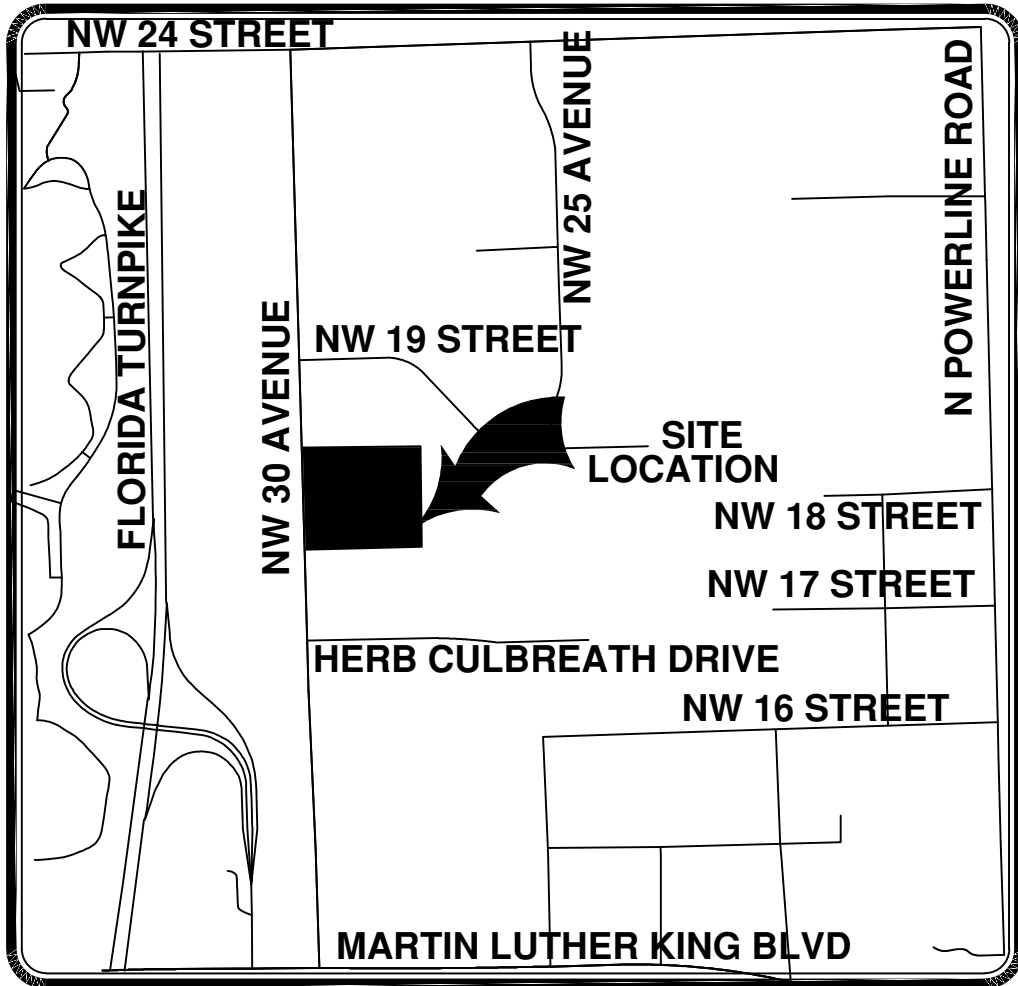 NW 24 STREET
NW 25 AVENUE
N POWERLINE ROAD
FLORIDA TURNPIKE
NW 30 AVENUE
NW 19 STREET
SITE
LOCATION
NW 18 STREET
NW 17 STREET
HERB CULBREATH DRIVE
NW 16 STREET
MARTIN LUTHER KING BLVD